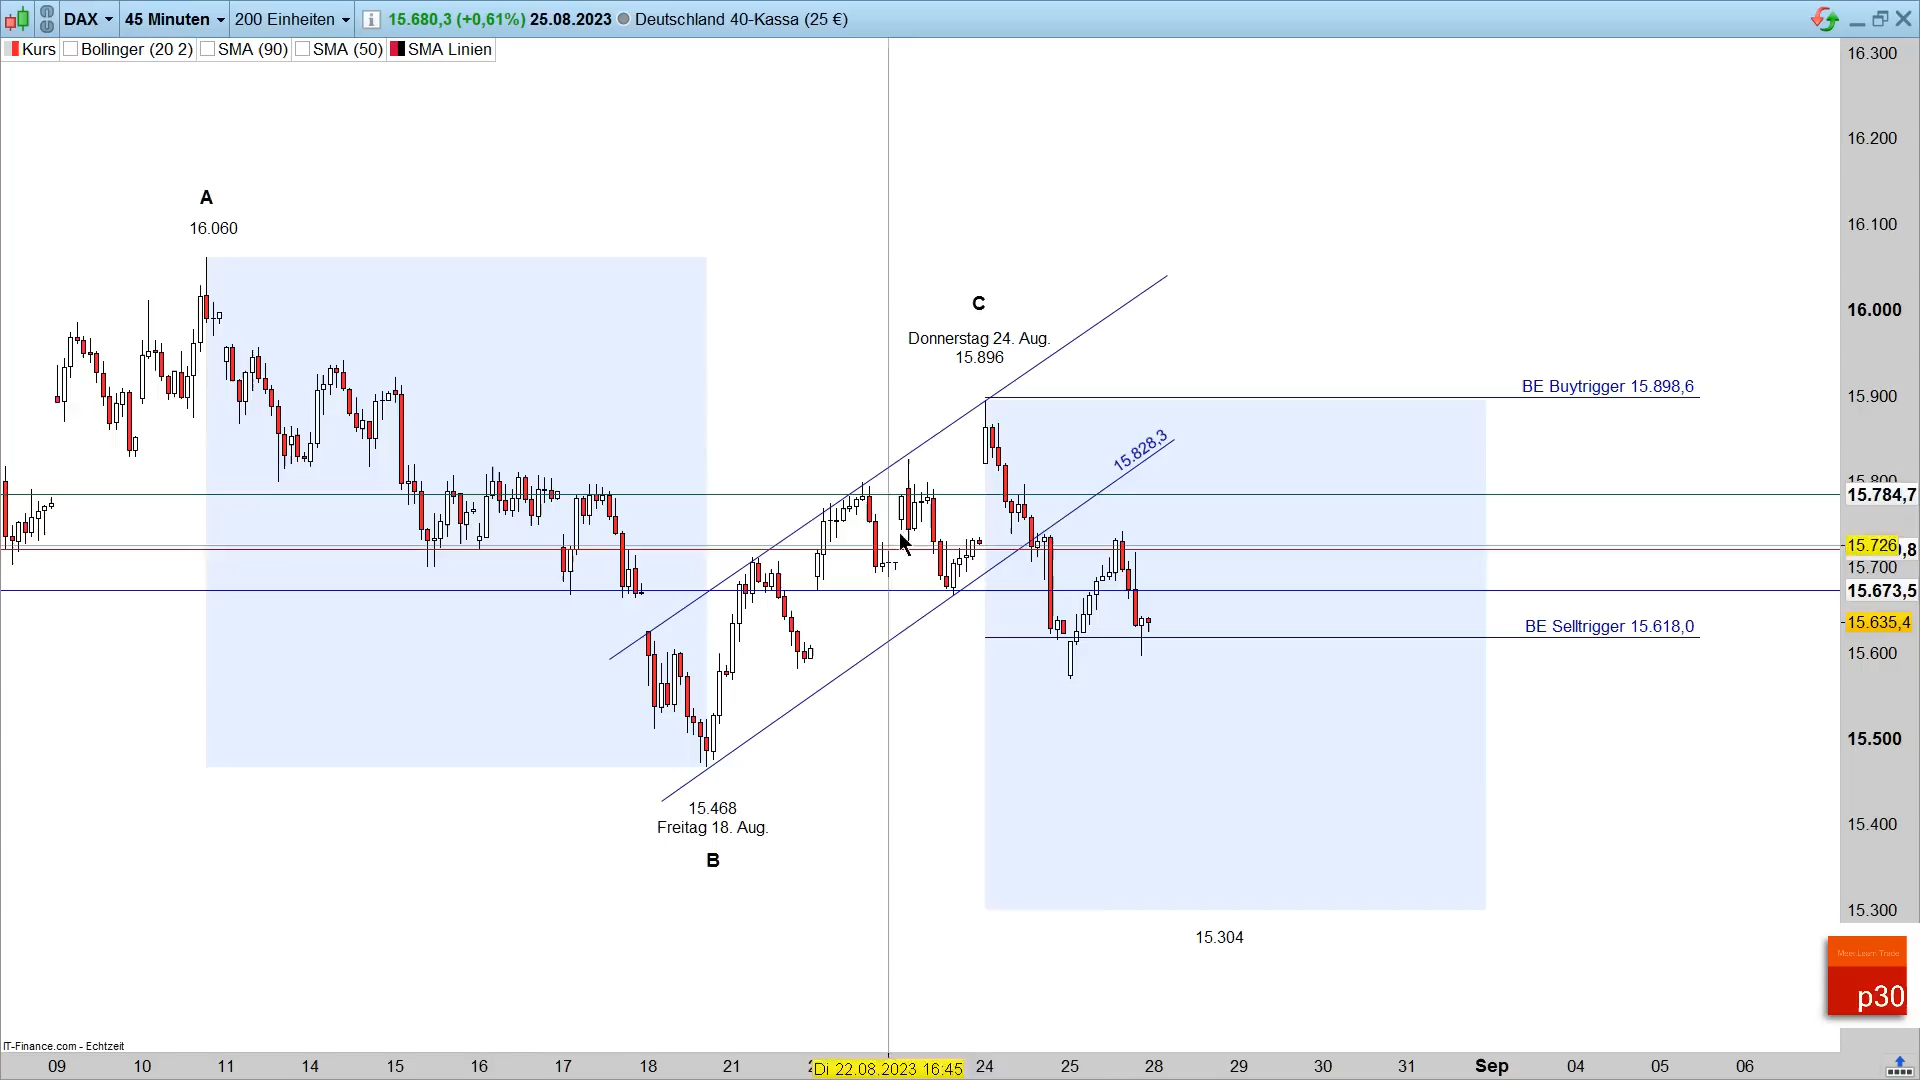 DAX 45 Minuten 200 Einheiten 15.680,3 (+0,61%) 25.08.2023 Deutschland 40-Kassa (25 €)
Kurs Bollinger (20 2) SMA (90) SMA (50) SMA Linien
16.300
16.200
A
16.060
16.100
C
16.000
Donnerstag 24. Aug.
15.896
BE Buytrigger 15.898,6
15.900
15.828,3
15.800
15.784,7
15.726
,8
15.700
15.673,5
BE Selltrigger 15.618,0
15.635,4
15.600
15.500
15.468
Freitag 18. Aug.
15.400
B
15.300
15.304
Meet Learn Trade
p30
IT-Finance.com - Echtzeit
09 10 11 14 15 16 17 18 21 Di 22.08.2023 16:45 24 25 28 29 30 31 Sep 04 05 06